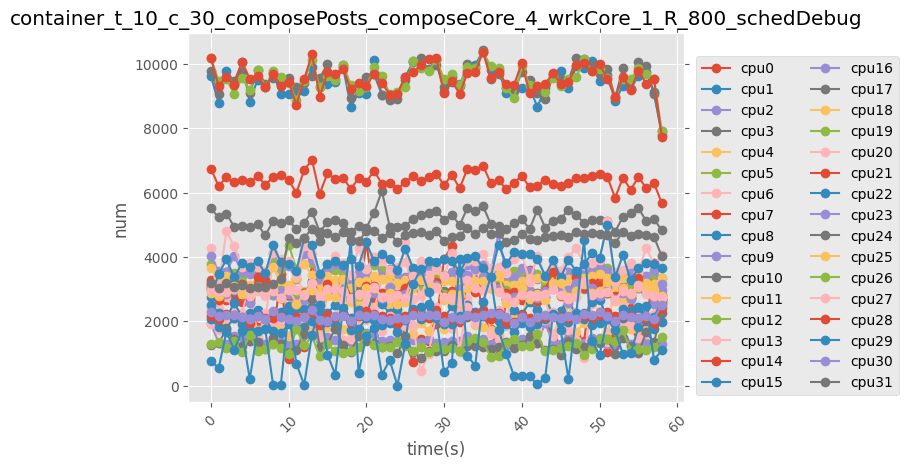 container_t_10_c_30_composePosts_composeCore_4_wrkCore_1_R_800_schedDebug
10000
8000
6000
4000
2000
0
num
0 10 20 30 40 50 60
time(s)
cpu0 cpu16
cpu1 cpu17
cpu2 cpu18
cpu3 cpu19
cpu4 cpu20
cpu5 cpu21
cpu6 cpu22
cpu7 cpu23
cpu8 cpu24
cpu9 cpu25
cpu10 cpu26
cpu11 cpu27
cpu12 cpu28
cpu13 cpu29
cpu14 cpu30
cpu15 cpu31